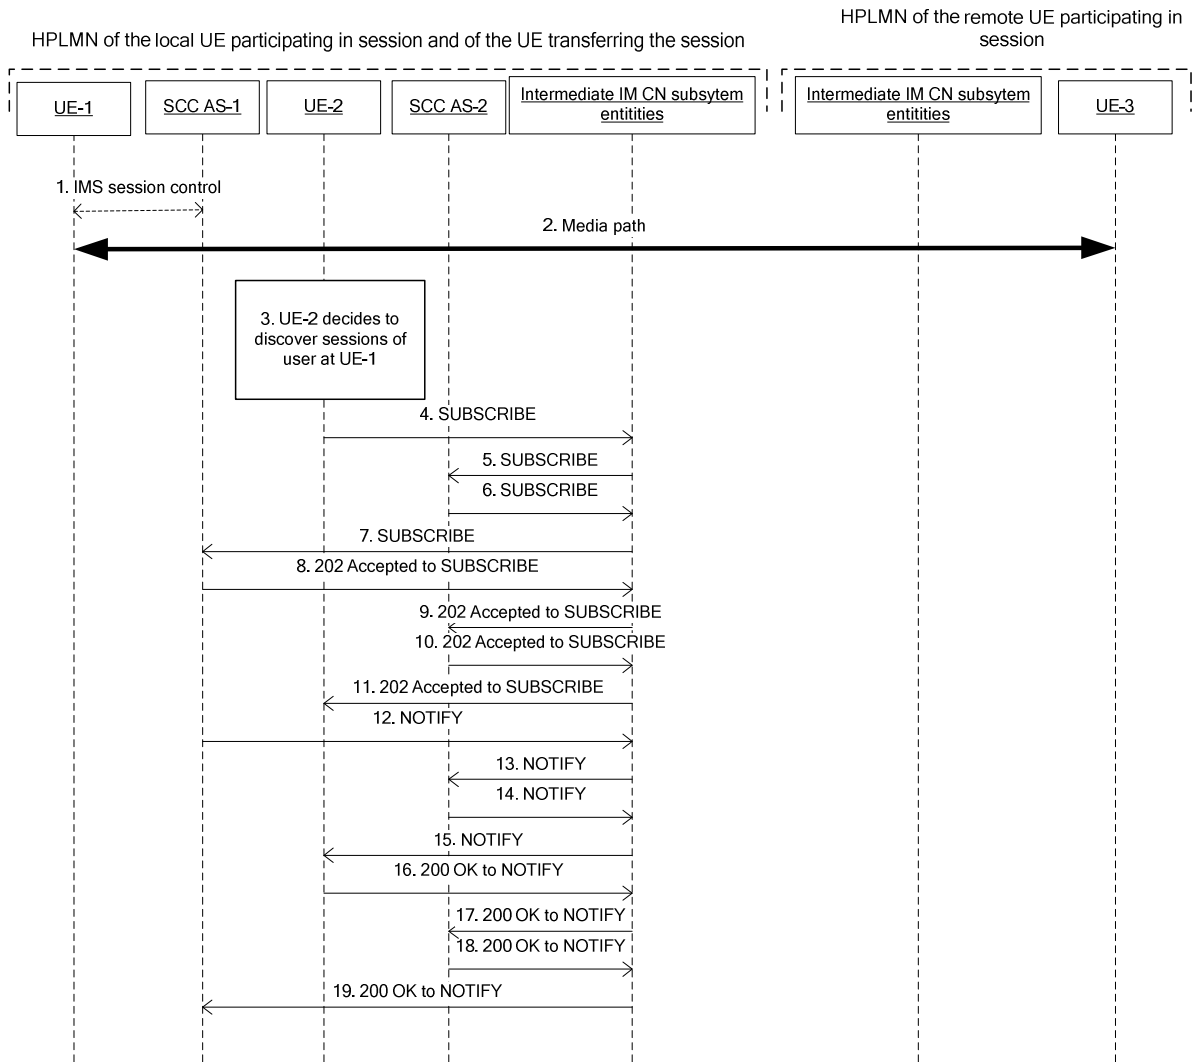 HPLMN of the remote UE participating in
session
HPLMN of the local UE participating in session and of the UE transferring the session
UE-1
SCC AS-1
UE-2
SCC AS-2
Intermediate IM CN subsytem
entitities
Intermediate IM CN subsytem
entitities
UE-3
1. IMS session control
2. Media path
3. UE-2 decides to
discover sessions of
user at UE-1
4. SUBSCRIBE
5. SUBSCRIBE
6. SUBSCRIBE
7. SUBSCRIBE
8. 202 Accepted to SUBSCRIBE
9. 202 Accepted to SUBSCRIBE
10. 202 Accepted to SUBSCRIBE
11. 202 Accepted to SUBSCRIBE
12. NOTIFY
13. NOTIFY
14. NOTIFY
15. NOTIFY
16. 200 OK to NOTIFY
17. 200 OK to NOTIFY
18. 200 OK to NOTIFY
19. 200 OK to NOTIFY